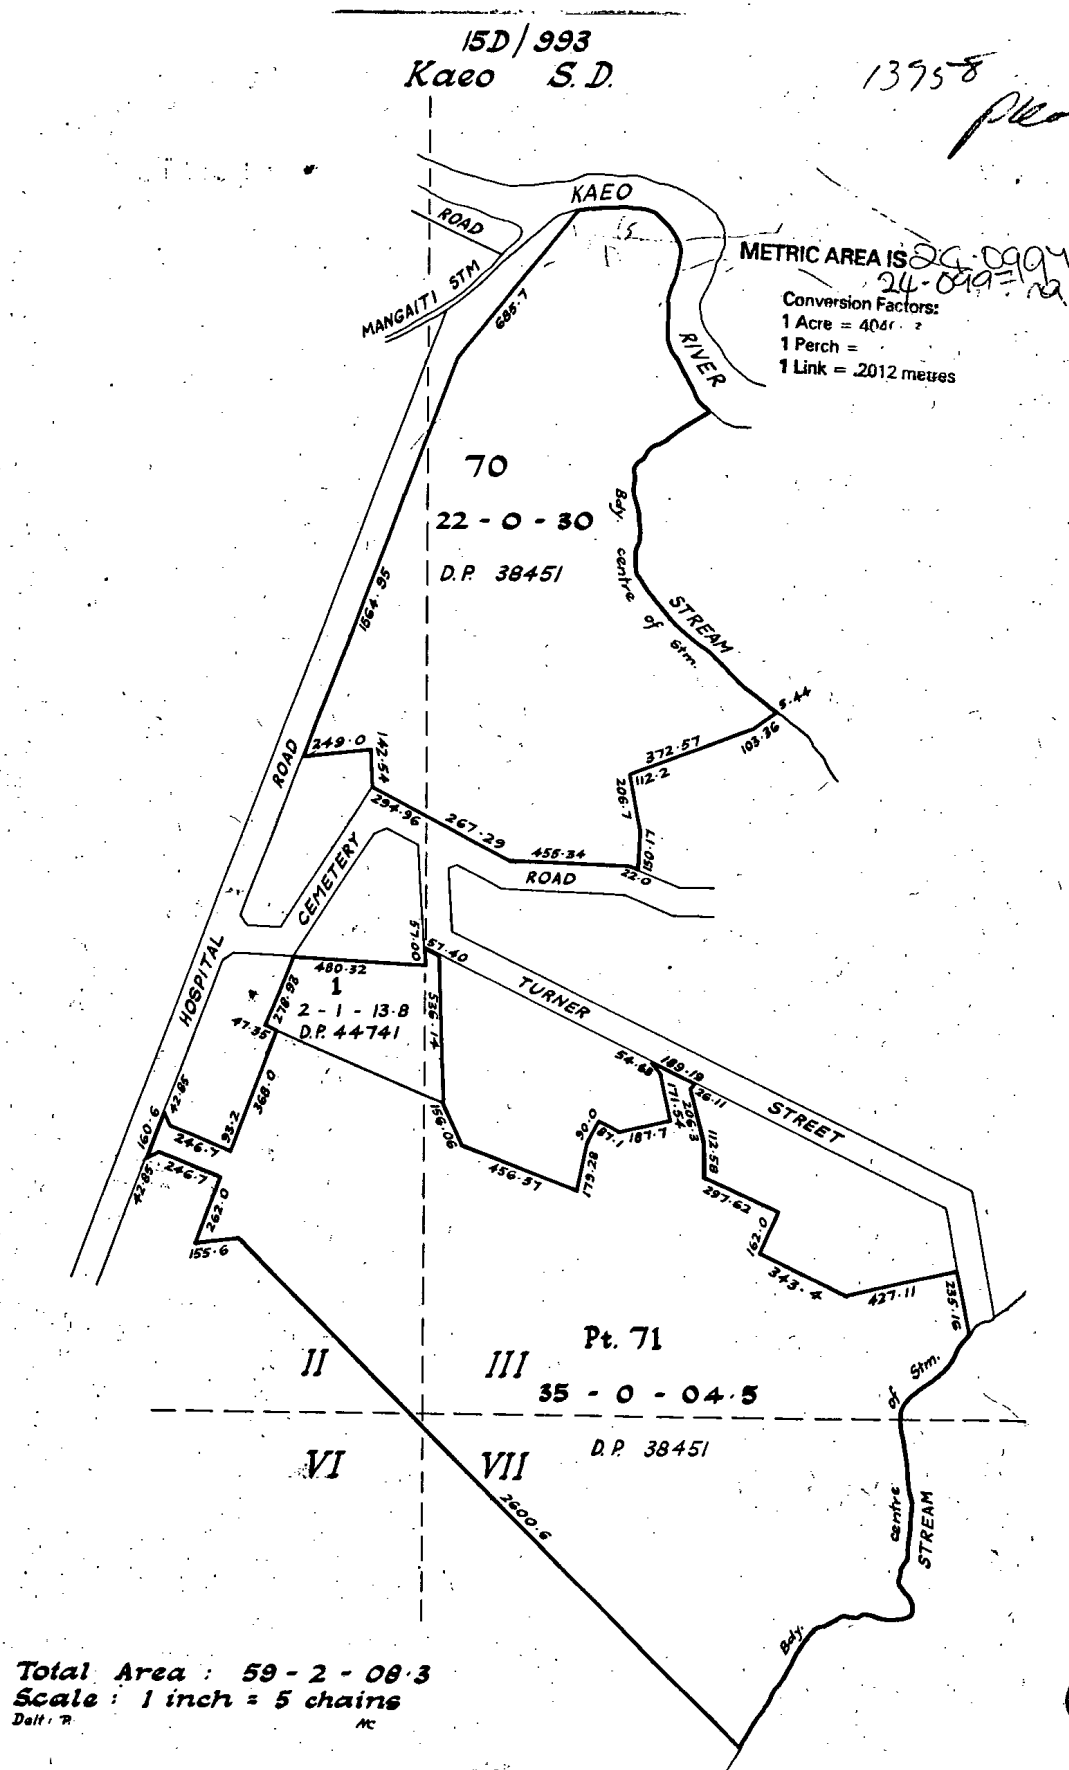 15D/993
Kaeo S.D.
13958
KAEO
ROAD
MANGAITI STM
METRIC AREA IS
Conversion Factors:
1 Acre =
1 Perch =
1 Link = .2012 metres
685.7
RIVER
70
22 - 0 - 30
D.P. 38451
Bdy. centre of Stm.
STREAM
1564.95
5.44
103.36
372.57
112.2
206.7
150.17
22.0
249.0
142.54
294.96
267.29
455.34
ROAD
ROAD
CEMETERY
HOSPITAL
57.00
57.40
480.32
1
2 - 1 - 13.8
D.P. 44741
278.93
47.35
536.14
TURNER
STREET
54.68
189.19
26.11
171.54
206.3
112.58
368.0
42.85
160.6
246.7
93.2
42.85
246.7
262.0
155.6
156.06
456.57
179.28
90.0
87.1
187.7
297.62
162.0
343.4
427.11
235.16
Pt. 71
35 - 0 - 04.5
D.P. 38451
II
III
VI
VII
2600.6
Bdy. centre of Stm.
STREAM
Total Area : 59 - 2 - 08.3
Scale : 1 inch = 5 chains